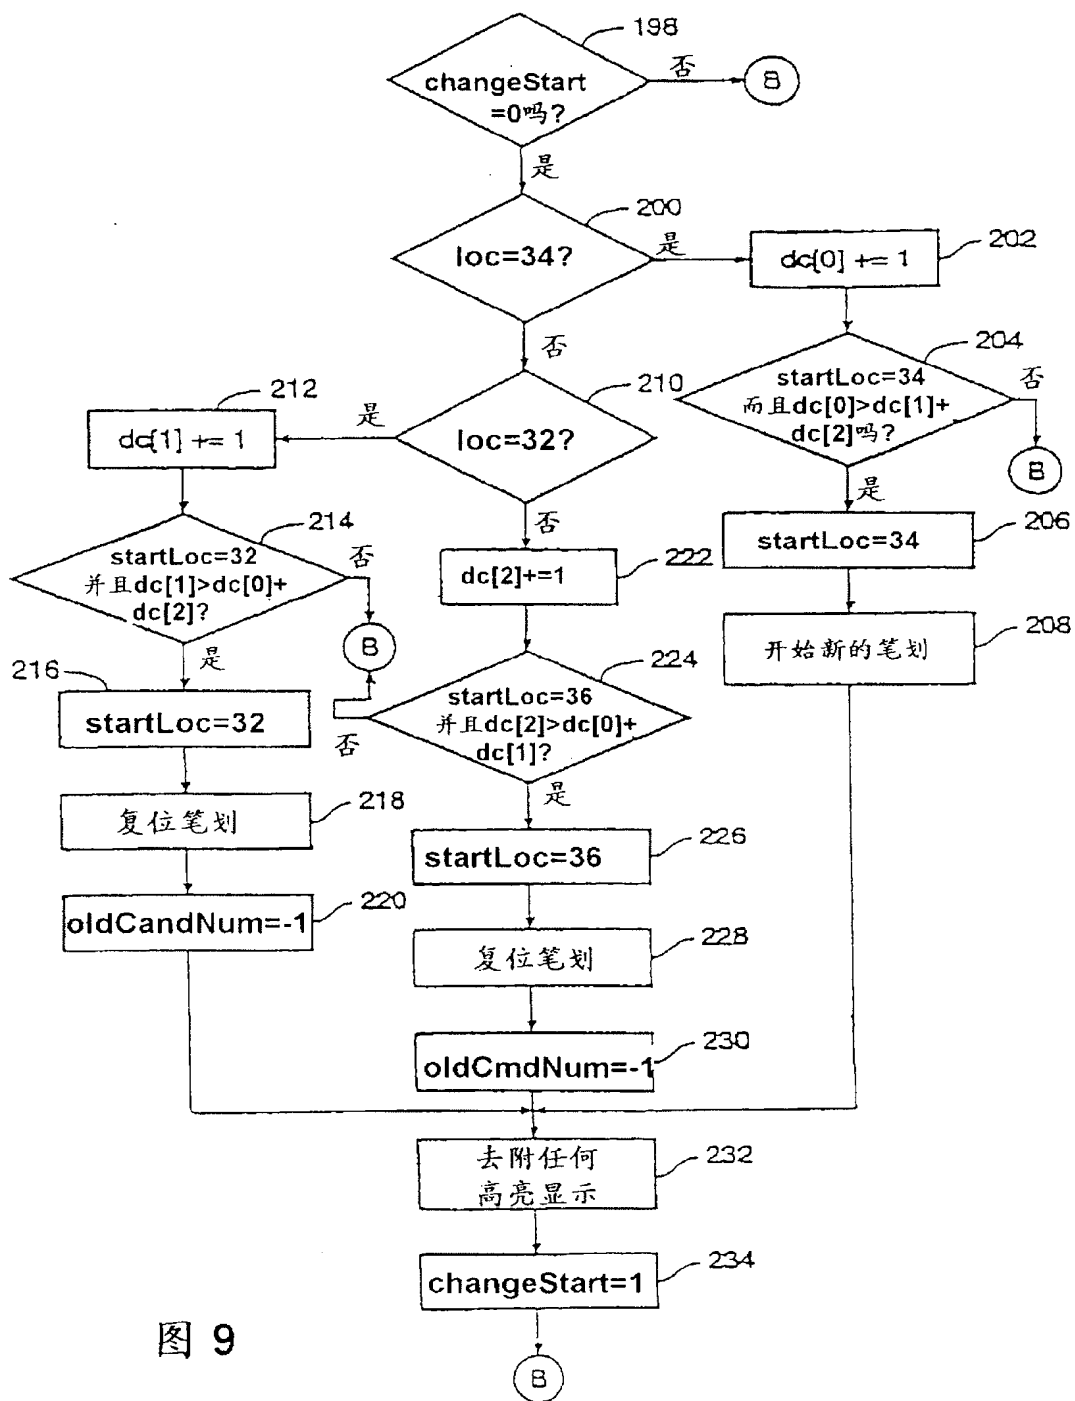 198
changeStart
=0吗?
否
B
是
200
loc=34?
是
202
dc[0] += 1
否
204
startLoc=34
而且dc[0]>dc[1]+
dc[2]吗?
否
B
是
206
startLoc=34
208
开始新的笔划
210
loc=32?
是
212
dc[1] += 1
否
214
startLoc=32
并且dc[1]>dc[0]+
dc[2]?
否
B
是
216
startLoc=32
218
复位笔划
220
oldCandNum=-1
222
dc[2]+=1
224
startLoc=36
并且dc[2]>dc[0]+
dc[1]?
否
是
226
startLoc=36
228
复位笔划
230
oldCmdNum=-1
232
去附任何
高亮显示
234
changeStart=1
B
图 9